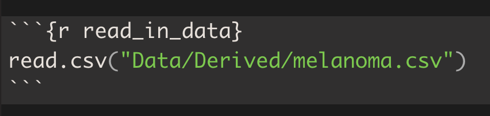 ```{r read_in_data}
read.csv("Data/Derived/melanoma.csv")
```